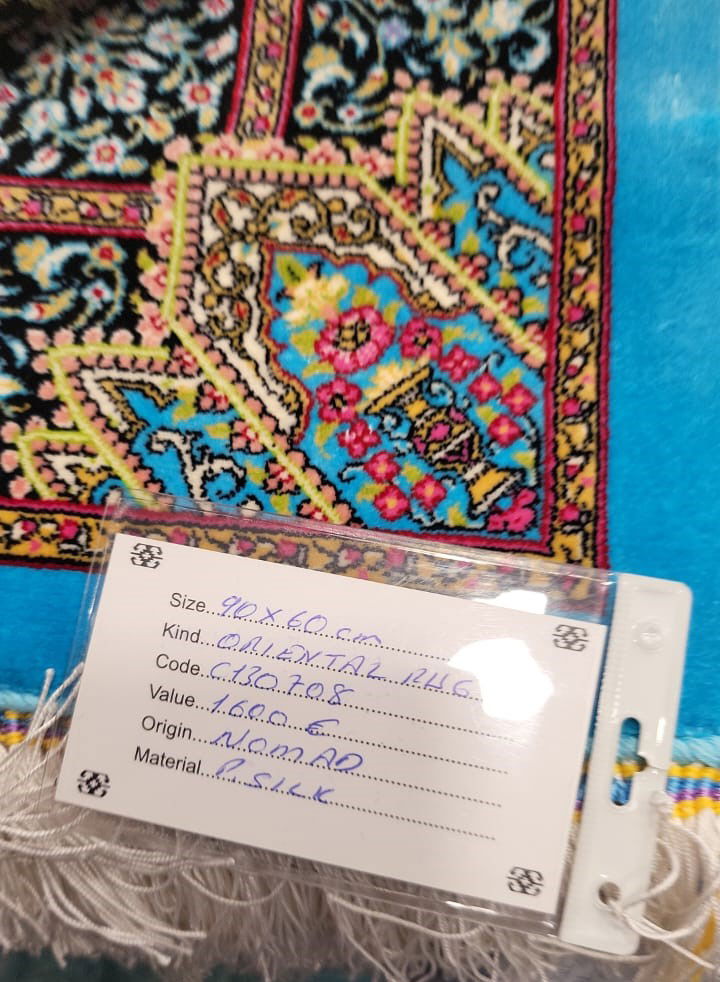 Size..90 x 60 cm
Kind..ORIENTAL RUG
Code..C130708
Value..1600 €
Origin..NOMAD
Material..P. SILK